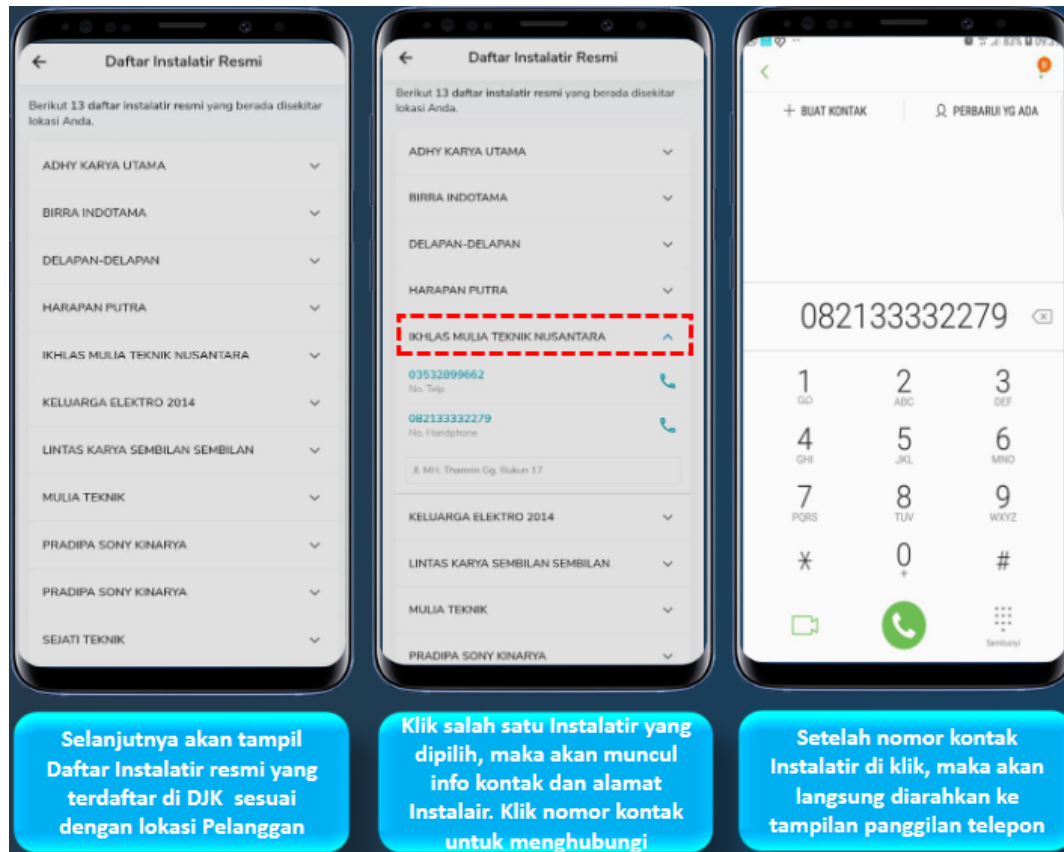 Daftar Instalatir Resmi
Berikut 13 daftar instalatir resmi yang berada disekitar
lokasi Anda.
ADHY KARYA UTAMA
BIRRA INDOTAMA
DELAPAN-DELAPAN
HARAPAN PUTRA
IKHLAS MULIA TEKNIK NUSANTARA
KELUARGA ELEKTRO 2014
LINTAS KARYA SEMBILAN SEMBILAN
MULIA TEKNIK
PRADIPA SONY KINARYA
PRADIPA SONY KINARYA
SEJATI TEKNIK
Selanjutnya akan tampil
Daftar Instalatir resmi yang
terdaftar di DJK sesuai
dengan lokasi Pelanggan
Daftar Instalatir Resmi
Berikut 13 daftar instalatir resmi yang berada disekitar
lokasi Anda.
ADHY KARYA UTAMA
BIRRA INDOTAMA
DELAPAN-DELAPAN
HARAPAN PUTRA
IKHLAS MULIA TEKNIK NUSANTARA
03532899662
No. Telp
082133332279
No. Handphone
Jl. MH. Thamrin Gg. Rukun 17
KELUARGA ELEKTRO 2014
LINTAS KARYA SEMBILAN SEMBILAN
MULIA TEKNIK
PRADIPA SONY KINARYA
Klik salah satu Instalatir yang
dipilih, maka akan muncul
info kontak dan alamat
Instalair. Klik nomor kontak
untuk menghubungi
83%
+ BUAT KONTAK
PERBARUI YG ADA
082133332279
1 2 3
ABC DEF
4 5 6
GHI JKL MNO
7 8 9
PQRS TUV WXYZ
* 0 #
+
Sembunyi
Setelah nomor kontak
Instalatir di klik, maka akan
langsung diarahkan ke
tampilan panggilan telepon